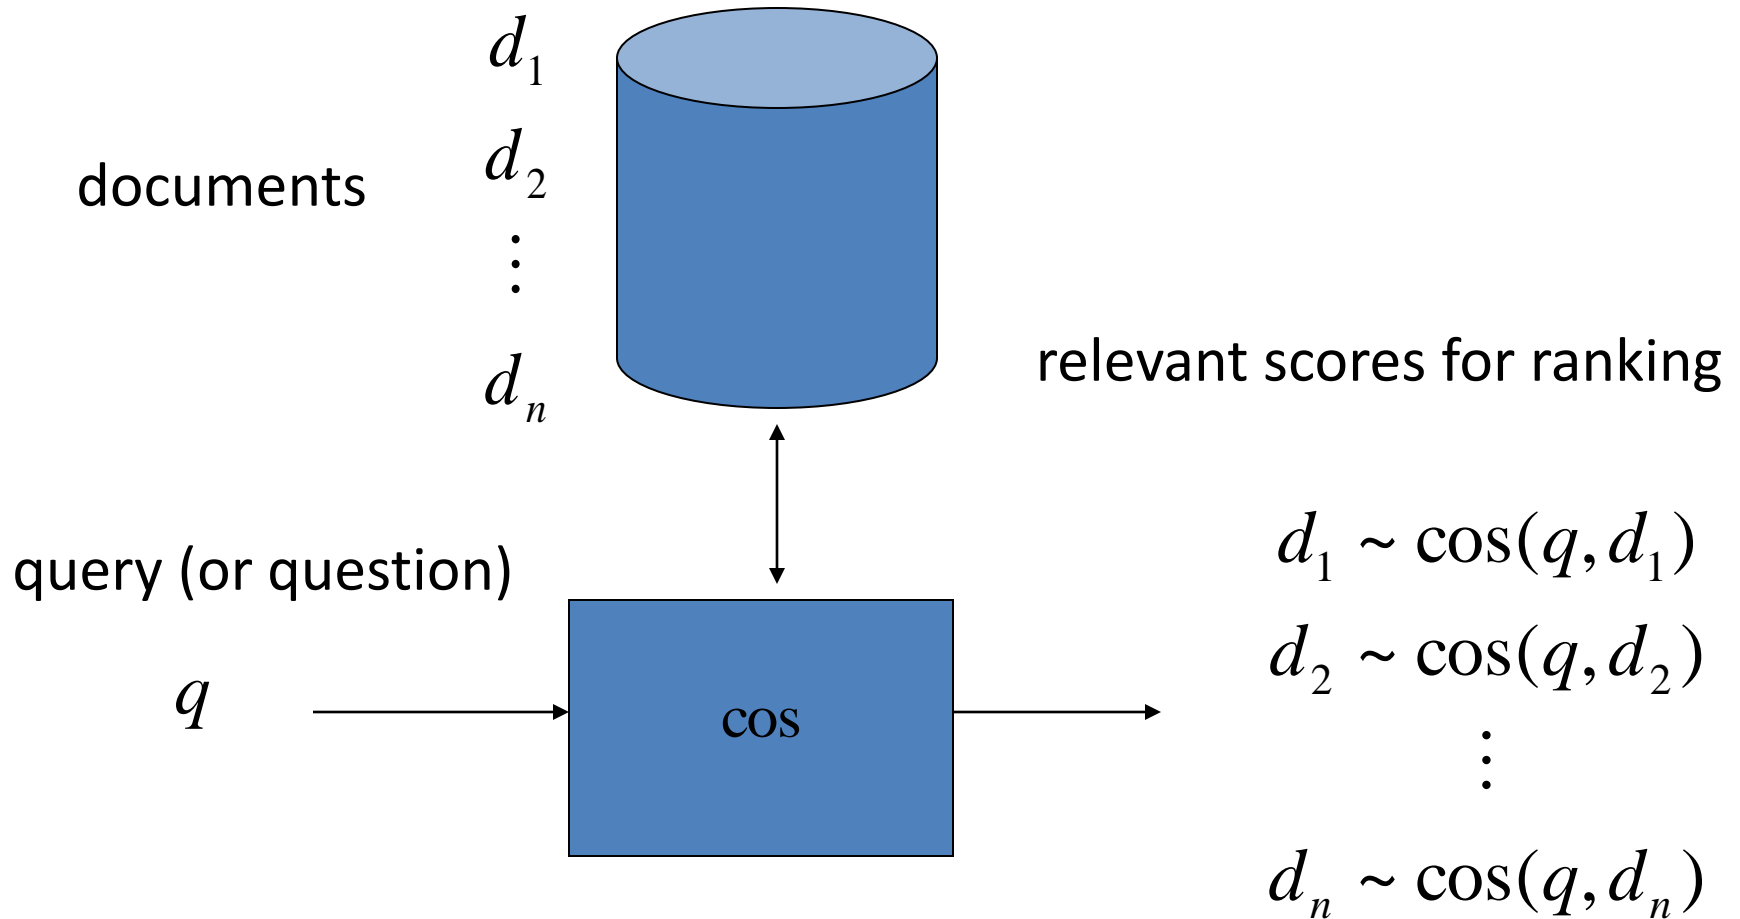 documents
d₁
d₂
⋮
dₙ
relevant scores for ranking
query (or question)
q
cos
d₁ ~ cos(q, d₁)
d₂ ~ cos(q, d₂)
⋮
dₙ ~ cos(q, dₙ)